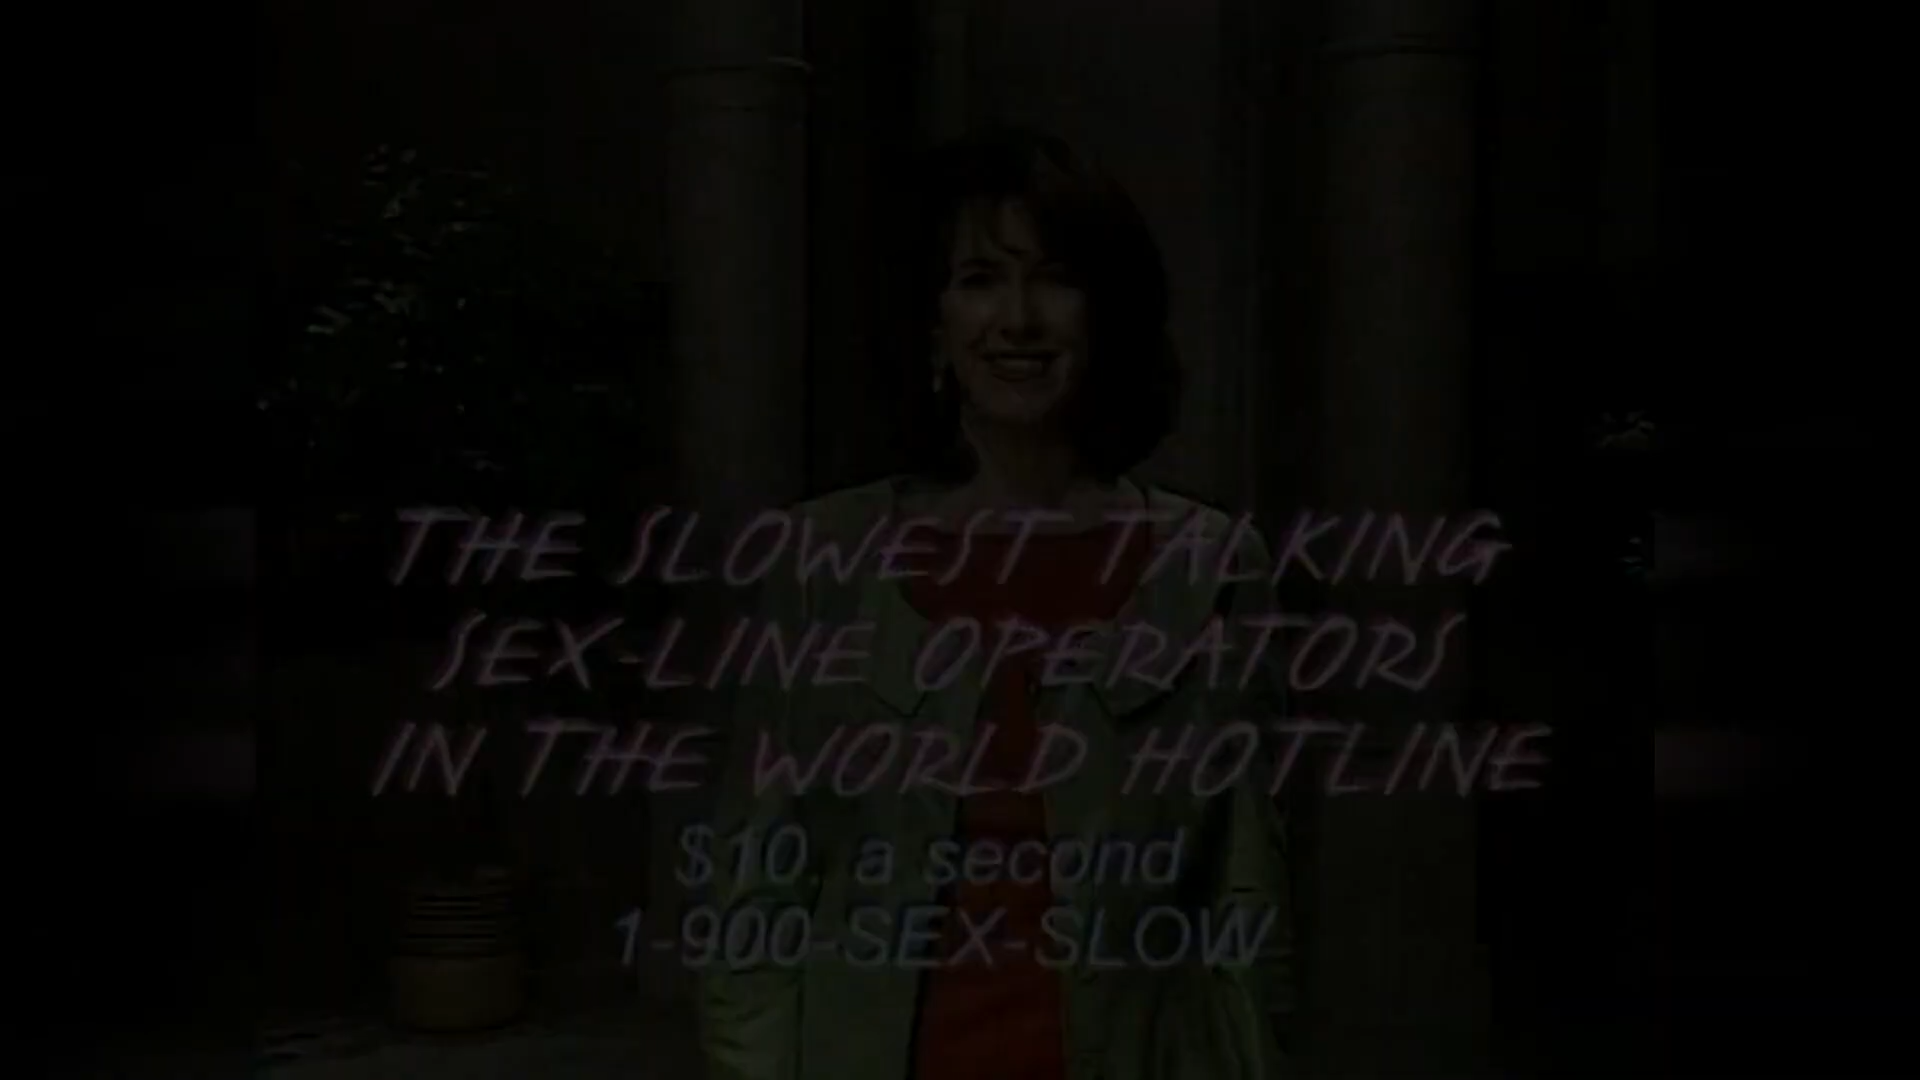 THE SLOWEST TALKING
SEX-LINE OPERATORS
IN THE WORLD HOTLINE
$10. a second
1-900-SEX-SLOW